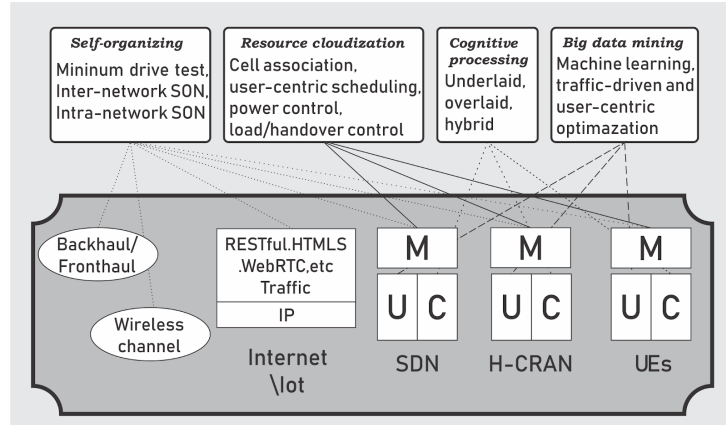 Self-organizing
Mininum drive test,
Inter-network SON,
Intra-network SON
Resource cloudization
Cell association,
user-centric scheduling,
power control,
load/handover control
Cognitive
processing
Underlaid,
overlaid,
hybrid
Big data mining
Machine learning,
traffic-driven and
user-centric
optimazation
Backhaul/
Fronthaul
Wireless
channel
RESTful.HTMLS
.WebRTC,etc
Traffic
IP
Internet
\Iot
M
U C
SDN
M
U C
H-CRAN
M
U C
UEs